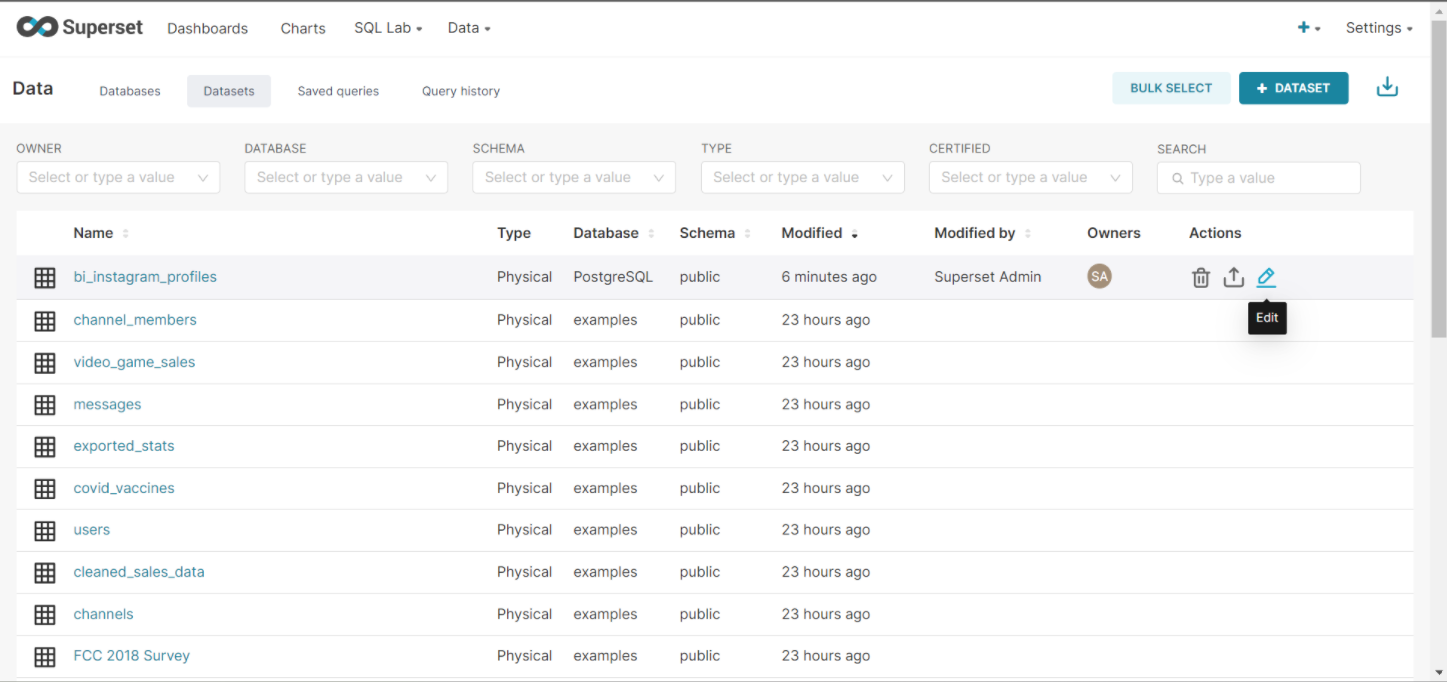 Superset Dashboards Charts SQL Lab Data Settings
Data Databases Datasets Saved queries Query history BULK SELECT + DATASET
OWNER DATABASE SCHEMA TYPE CERTIFIED SEARCH
Select or type a value Select or type a value Select or type a value Select or type a value Select or type a value Type a value
Name Type Database Schema Modified Modified by Owners Actions
bi_instagram_profiles Physical PostgreSQL public 6 minutes ago Superset Admin SA
channel_members Physical examples public 23 hours ago Edit
video_game_sales Physical examples public 23 hours ago
messages Physical examples public 23 hours ago
exported_stats Physical examples public 23 hours ago
covid_vaccines Physical examples public 23 hours ago
users Physical examples public 23 hours ago
cleaned_sales_data Physical examples public 23 hours ago
channels Physical examples public 23 hours ago
FCC 2018 Survey Physical examples public 23 hours ago